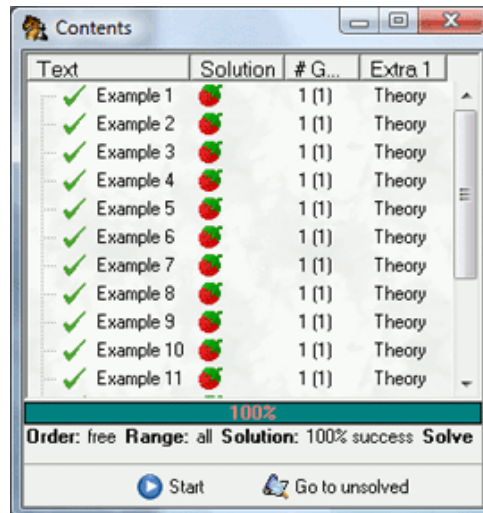 Contents
Text Solution # G... Extra 1
Example 1 1 (1) Theory
Example 2 1 (1) Theory
Example 3 1 (1) Theory
Example 4 1 (1) Theory
Example 5 1 (1) Theory
Example 6 1 (1) Theory
Example 7 1 (1) Theory
Example 8 1 (1) Theory
Example 9 1 (1) Theory
Example 10 1 (1) Theory
Example 11 1 (1) Theory
100%
Order: free Range: all Solution: 100% success Solve
Start Go to unsolved